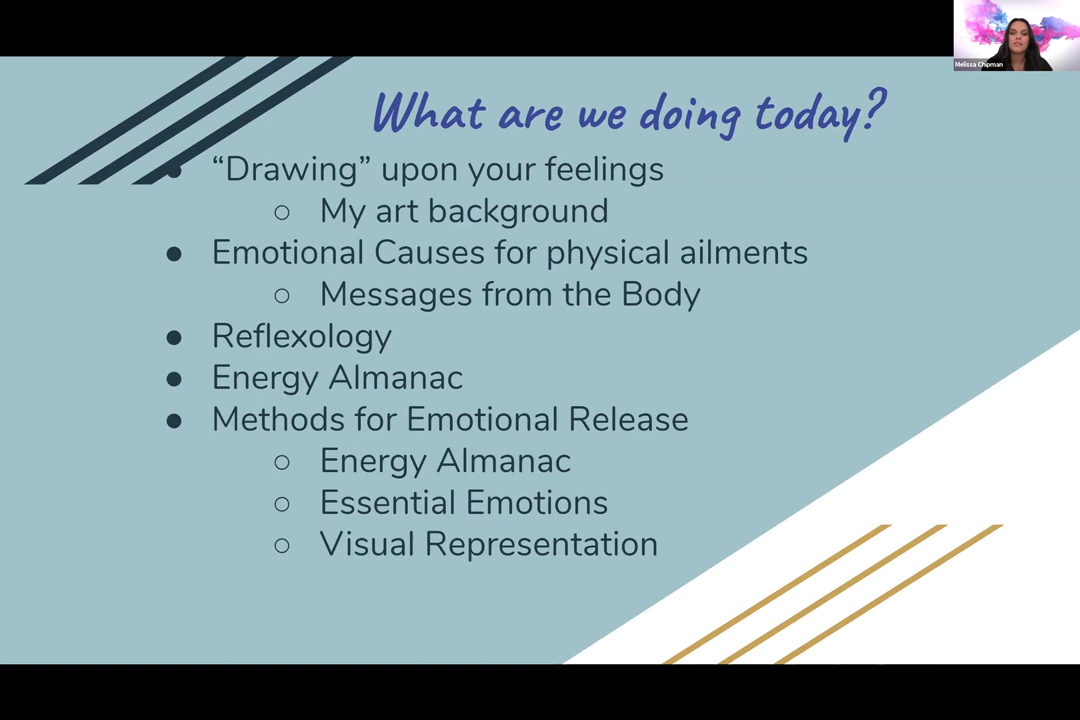 Melissa Chipman
What are we doing today?
● “Drawing” upon your feelings
○ My art background
● Emotional Causes for physical ailments
○ Messages from the Body
● Reflexology
● Energy Almanac
● Methods for Emotional Release
○ Energy Almanac
○ Essential Emotions
○ Visual Representation